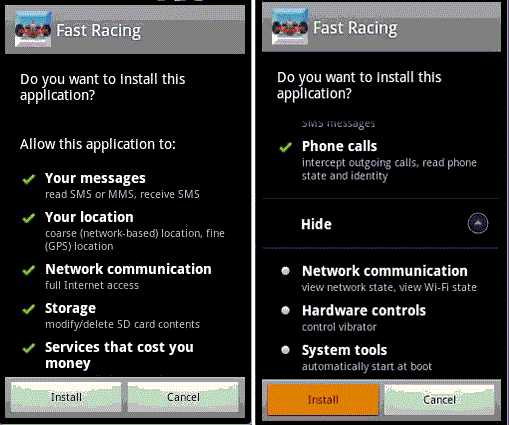 Fast Racing
Do you want to install this
application?
Allow this application to:
Your messages
read SMS or MMS, receive SMS
Your location
coarse (network-based) location, fine
(GPS) location
Network communication
full Internet access
Storage
modify/delete SD card contents
Services that cost you
money
Install
Cancel
Fast Racing
Do you want to install this
application?
SMS messages
Phone calls
intercept outgoing calls, read phone
state and identity
Hide
Network communication
view network state, view Wi-Fi state
Hardware controls
control vibrator
System tools
automatically start at boot
Install
Cancel